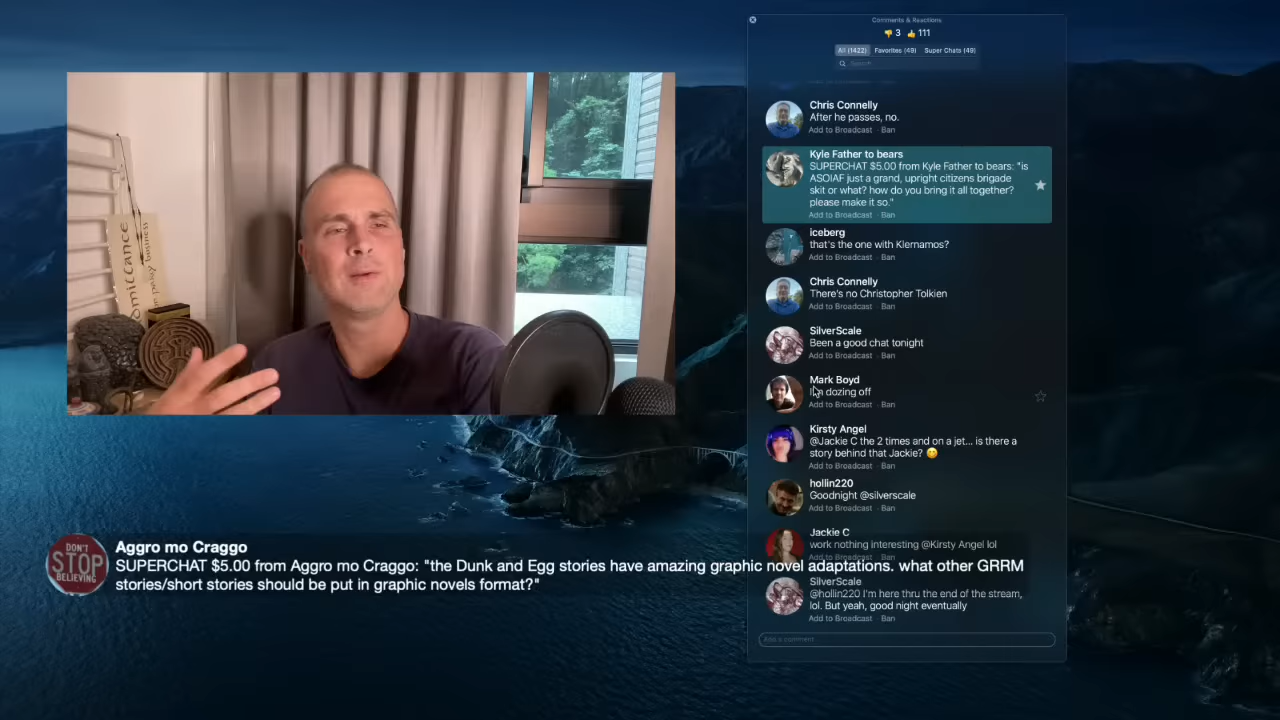 Comments & Reactions
👎 3 👍 111
All (1422) Favorites (49) Super Chats (49)
Search
Chris Connelly
After he passes, no.
Add to Broadcast · Ban
Kyle Father to bears
SUPERCHAT $5.00 from Kyle Father to bears: "is
ASOIAF just a grand, upright citizens brigade
skit or what? how do you bring it all together?
please make it so."
Add to Broadcast · Ban
iceberg
that's the one with Klernamos?
Add to Broadcast · Ban
Chris Connelly
There's no Christopher Tolkien
Add to Broadcast · Ban
SilverScale
Been a good chat tonight
Add to Broadcast · Ban
Mark Boyd
I'm dozing off
Add to Broadcast · Ban
Kirsty Angel
@Jackie C the 2 times and on a jet... is there a
story behind that Jackie? 😊
Add to Broadcast · Ban
hollin220
Goodnight @silverscale
Add to Broadcast · Ban
Jackie C
work nothing interesting @Kirsty Angel lol
Add to Broadcast · Ban
SilverScale
@hollin220 I'm here thru the end of the stream,
lol. But yeah, good night eventually
Add to Broadcast · Ban
Add a comment...
DON'T
STOP
BELIEVING
Aggro mo Craggo
SUPERCHAT $5.00 from Aggro mo Craggo: "the Dunk and Egg stories have amazing graphic novel adaptations. what other GRRM
stories/short stories should be put in graphic novels format?"